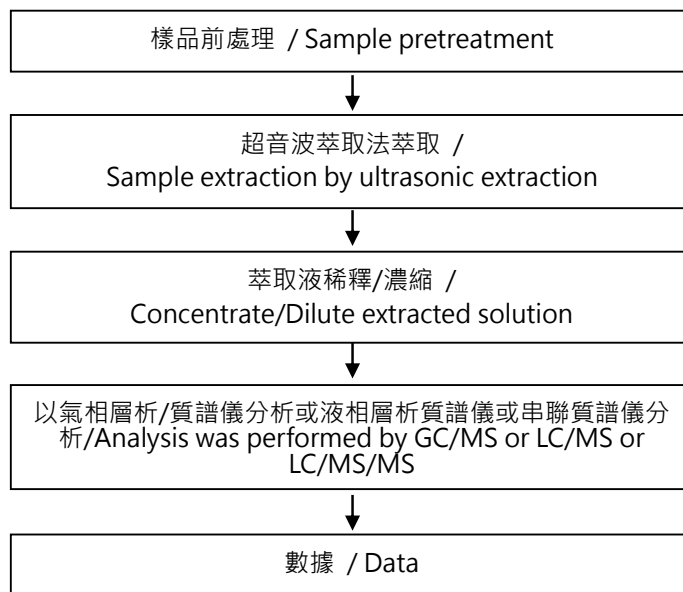 樣品前處理 / Sample pretreatment
超音波萃取法萃取 /
Sample extraction by ultrasonic extraction
萃取液稀釋/濃縮 /
Concentrate/Dilute extracted solution
以氣相層析/質譜儀分析或液相層析質譜儀或串聯質譜儀分
析/Analysis was performed by GC/MS or LC/MS or
LC/MS/MS
數據 / Data